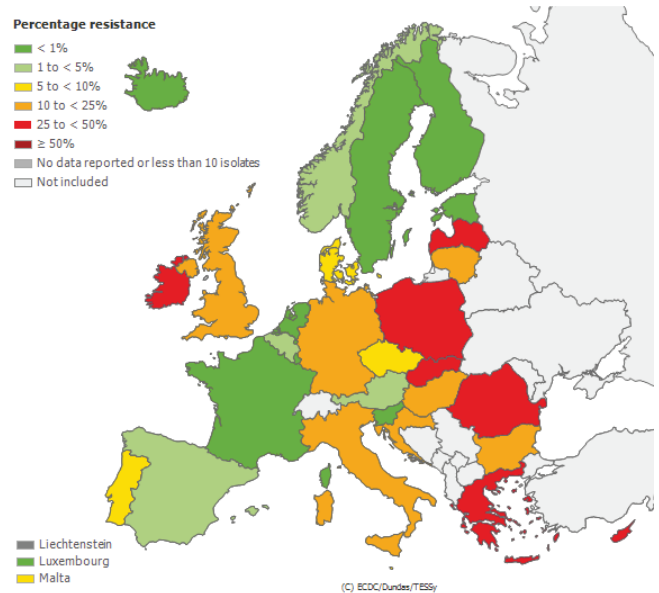 Percentage resistance
< 1%
1 to < 5%
5 to < 10%
10 to < 25%
25 to < 50%
≥ 50%
No data reported or less than 10 isolates
Not included
Liechtenstein
Luxembourg
Malta
(C) ECDC/Dundas/TESSy